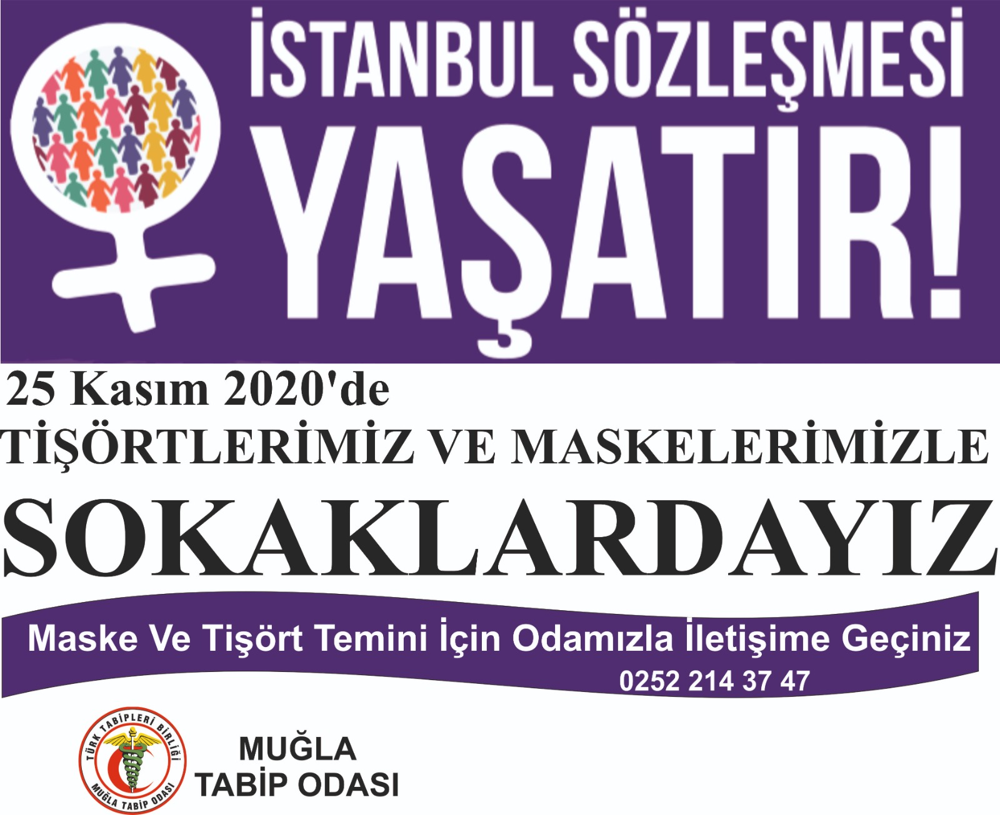 İSTANBUL SÖZLEŞMESİ
YAŞATIR!
25 Kasım 2020'de
TİŞÖRTLERİMİZ VE MASKELERİMİZLE
SOKAKLARDAYIZ
Maske Ve Tişört Temini İçin Odamızla İletişime Geçiniz
0252 214 37 47
TÜRK TABİPLERİ BİRLİĞİ
MUĞLA TABİP ODASI
MUĞLA
TABİP ODASI